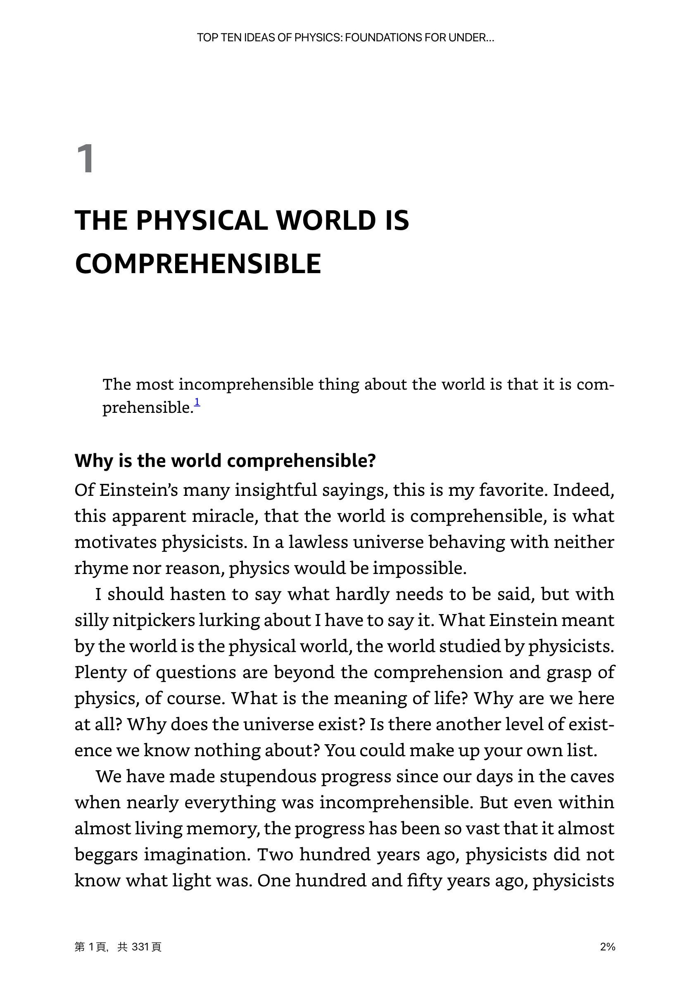 TOP TEN IDEAS OF PHYSICS: FOUNDATIONS FOR UNDER…
1
THE PHYSICAL WORLD IS
COMPREHENSIBLE
The most incomprehensible thing about the world is that it is com-
prehensible.1
Why is the world comprehensible?
Of Einstein’s many insightful sayings, this is my favorite. Indeed,
this apparent miracle, that the world is comprehensible, is what
motivates physicists. In a lawless universe behaving with neither
rhyme nor reason, physics would be impossible.
I should hasten to say what hardly needs to be said, but with
silly nitpickers lurking about I have to say it. What Einstein meant
by the world is the physical world, the world studied by physicists.
Plenty of questions are beyond the comprehension and grasp of
physics, of course. What is the meaning of life? Why are we here
at all? Why does the universe exist? Is there another level of exist-
ence we know nothing about? You could make up your own list.
We have made stupendous progress since our days in the caves
when nearly everything was incomprehensible. But even within
almost living memory, the progress has been so vast that it almost
beggars imagination. Two hundred years ago, physicists did not
know what light was. One hundred and fifty years ago, physicists
第 1 頁，共 331 頁 2%